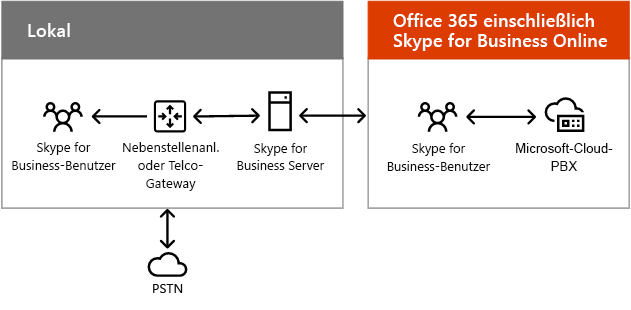 Lokal
Office 365 einschließlich
Skype for Business Online
Skype for
Business-Benutzer
Nebenstellenanl.
oder Telco-
Gateway
Skype for
Business Server
Skype for
Business-Benutzer
Microsoft-Cloud-
PBX
PSTN